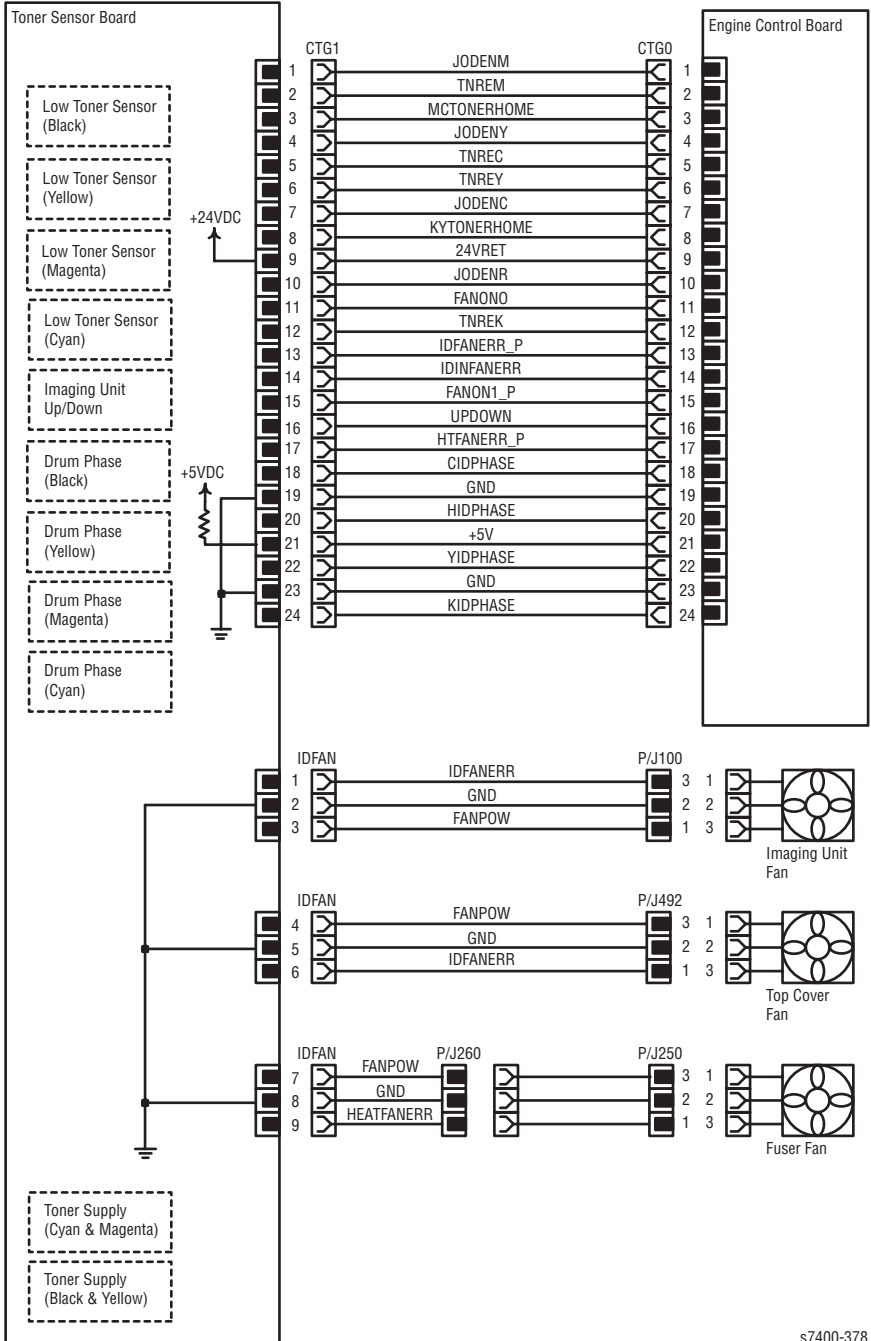 Toner Sensor Board
Engine Control Board
CTG1
CTG0
1 JODENM 1
2 TNREM 2
3 MCTONERHOME 3
4 JODENY 4
5 TNREC 5
6 TNREY 6
7 JODENC 7
8 KYTONERHOME 8
9 24VRET 9
10 JODENR 10
11 FANONO 11
12 TNREK 12
13 IDFANERR_P 13
14 IDINFANERR 14
15 FANON1_P 15
16 UPDOWN 16
17 HTFANERR_P 17
18 CIDPHASE 18
19 GND 19
20 HIDPHASE 20
21 +5V 21
22 YIDPHASE 22
23 GND 23
24 KIDPHASE 24
Low Toner Sensor
(Black)
Low Toner Sensor
(Yellow)
+24VDC
Low Toner Sensor
(Magenta)
Low Toner Sensor
(Cyan)
Imaging Unit
Up/Down
Drum Phase
(Black)
+5VDC
Drum Phase
(Yellow)
Drum Phase
(Magenta)
Drum Phase
(Cyan)
IDFAN P/J100
1 IDFANERR 3 1
2 GND 2 2
3 FANPOW 1 3
Imaging Unit
Fan
IDFAN P/J492
4 FANPOW 3 1
5 GND 2 2
6 IDFANERR 1 3
Top Cover
Fan
IDFAN P/J260 P/J250
7 FANPOW 3 1
8 GND 2 2
9 HEATFANERR 1 3
Fuser Fan
Toner Supply
(Cyan & Magenta)
Toner Supply
(Black & Yellow)
s7400-378